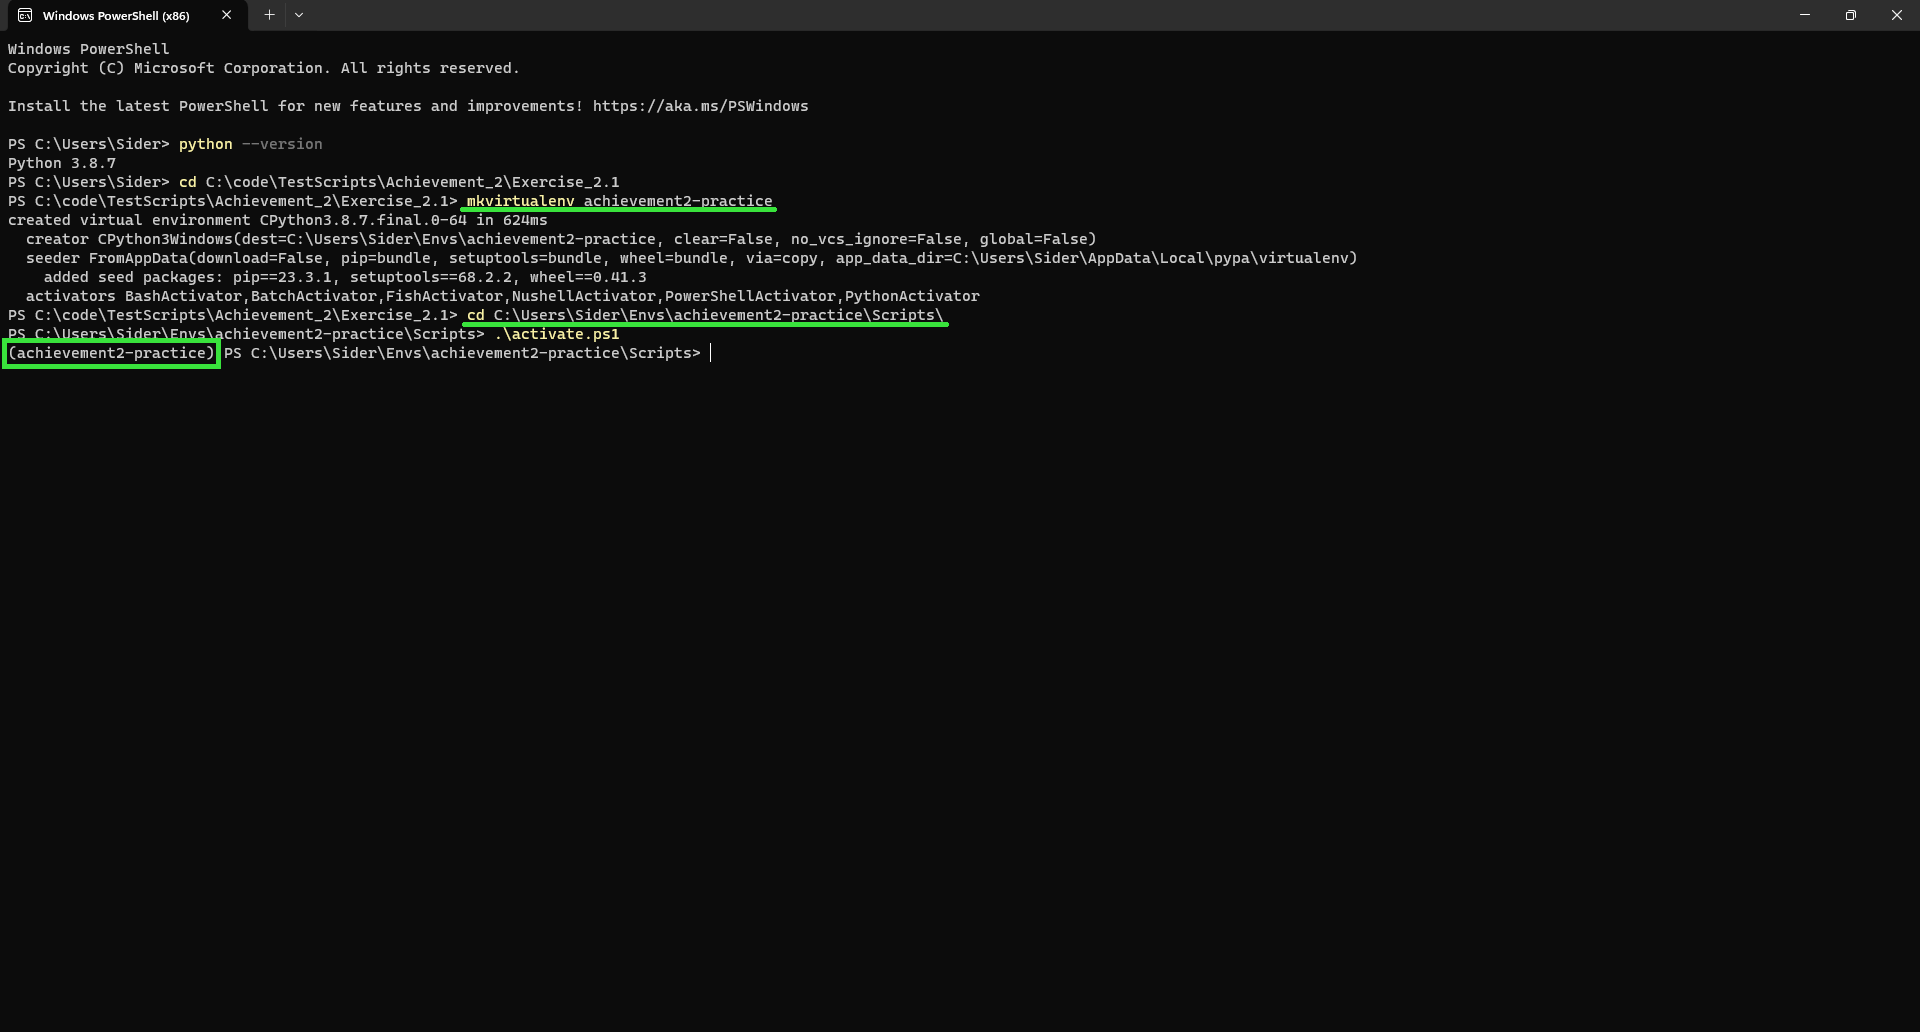 Windows PowerShell (x86)
Windows PowerShell
Copyright (C) Microsoft Corporation. All rights reserved.
Install the latest PowerShell for new features and improvements! https://aka.ms/PSWindows
PS C:\Users\Sider> python --version
Python 3.8.7
PS C:\Users\Sider> cd C:\code\TestScripts\Achievement_2\Exercise_2.1
PS C:\code\TestScripts\Achievement_2\Exercise_2.1> mkvirtualenv achievement2-practice
created virtual environment CPython3.8.7.final.0-64 in 624ms
  creator CPython3Windows(dest=C:\Users\Sider\Envs\achievement2-practice, clear=False, no_vcs_ignore=False, global=False)
  seeder FromAppData(download=False, pip=bundle, setuptools=bundle, wheel=bundle, via=copy, app_data_dir=C:\Users\Sider\AppData\Local\pypa\virtualenv)
    added seed packages: pip==23.3.1, setuptools==68.2.2, wheel==0.41.3
  activators BashActivator,BatchActivator,FishActivator,NushellActivator,PowerShellActivator,PythonActivator
PS C:\code\TestScripts\Achievement_2\Exercise_2.1> cd C:\Users\Sider\Envs\achievement2-practice\Scripts\
PS C:\Users\Sider\Envs\achievement2-practice\Scripts> .\activate.ps1
(achievement2-practice) PS C:\Users\Sider\Envs\achievement2-practice\Scripts>